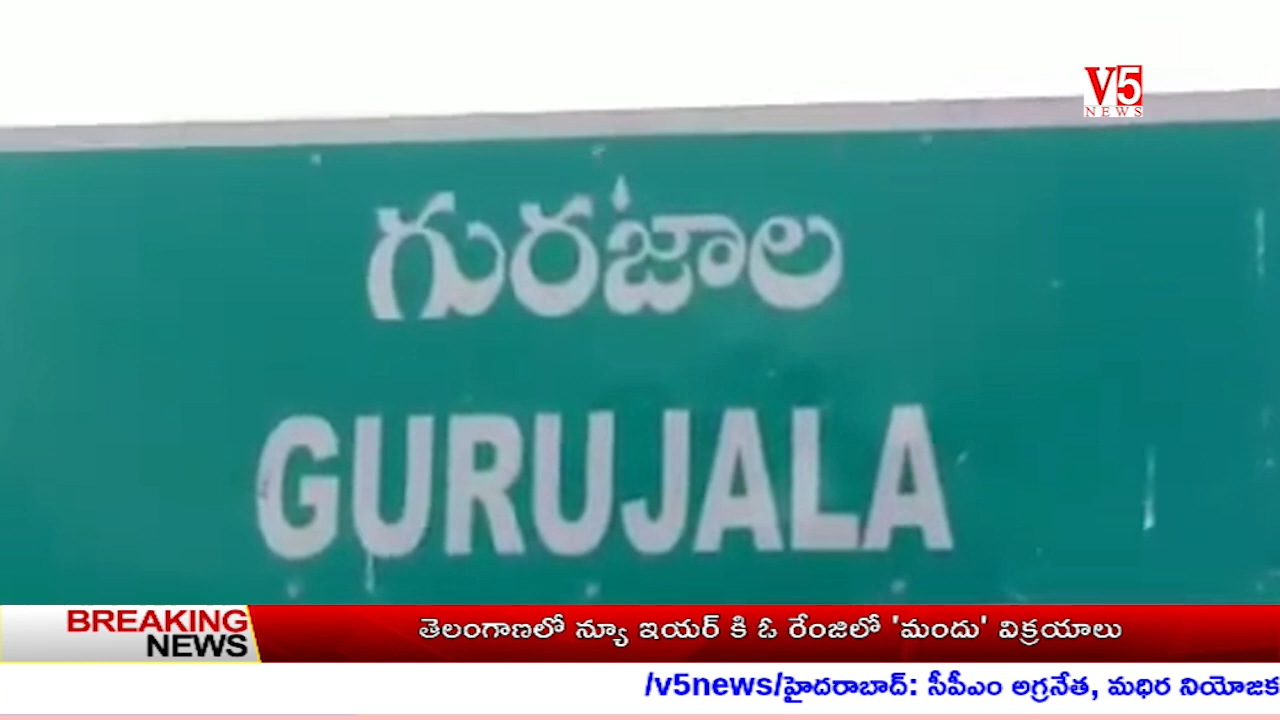 V5
NEWS
గురజాల
GURUJALA
BREAKING
NEWS
తెలంగాణలో న్యూ ఇయర్ కి ఓ రేంజిలో 'మందు' విక్రయాలు
/v5news/హైదరాబాద్: సీపీఎం అగ్రనేత, మధిర నియోజక